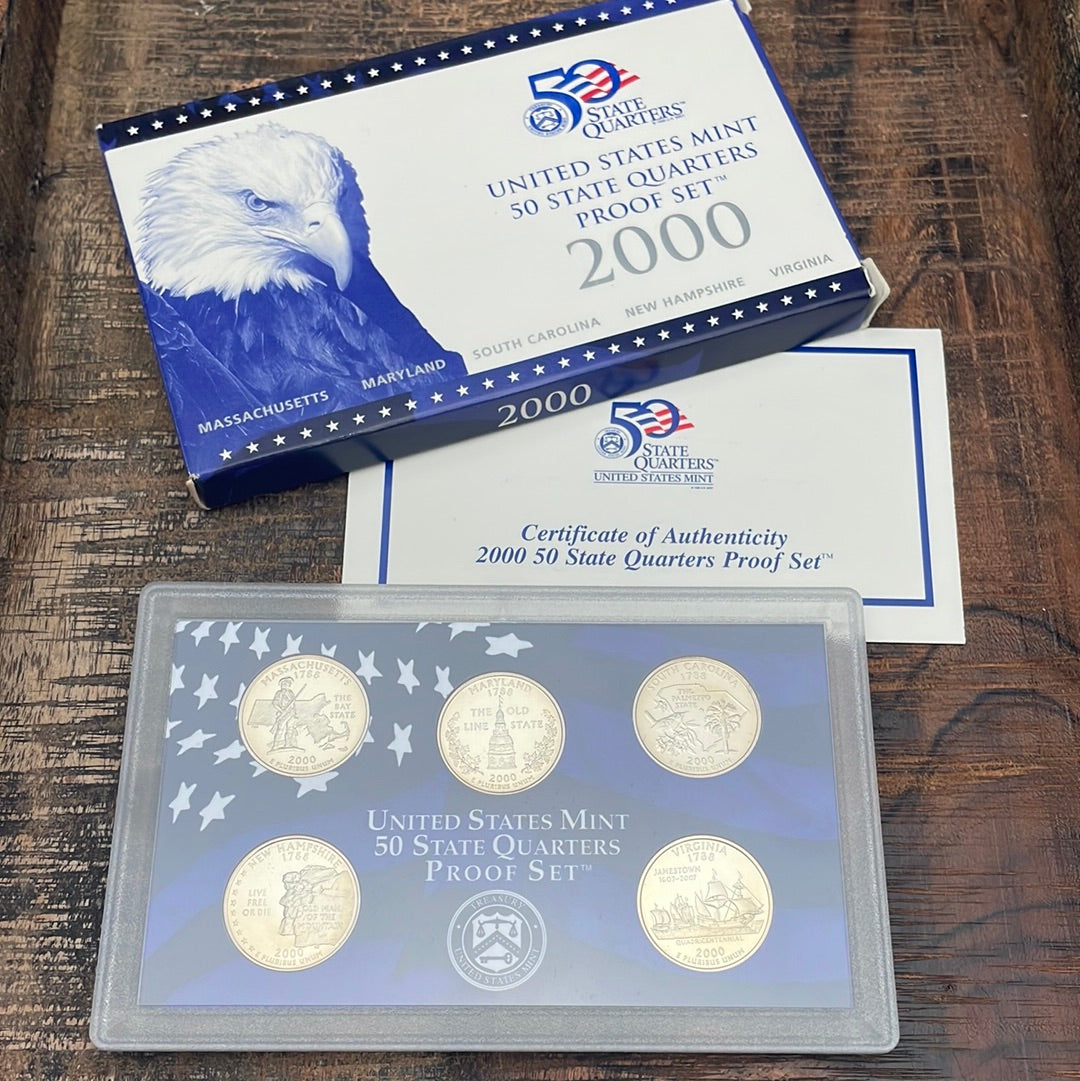 50
STATE
QUARTERS™
UNITED STATES MINT
50 STATE QUARTERS
PROOF SET™
2000
MASSACHUSETTS MARYLAND SOUTH CAROLINA NEW HAMPSHIRE VIRGINIA
2000
50
STATE
QUARTERS™
UNITED STATES MINT
Certificate of Authenticity
2000 50 State Quarters Proof Set™
MASSACHUSETTS
1788
THE
BAY
STATE
2000
E PLURIBUS UNUM
MARYLAND
1788
THE OLD
LINE STATE
2000
E PLURIBUS UNUM
SOUTH CAROLINA
1788
THE
PALMETTO
STATE
2000
E PLURIBUS UNUM
UNITED STATES MINT
50 STATE QUARTERS
PROOF SET™
NEW HAMPSHIRE
1788
LIVE
FREE
OR DIE
OLD MAN
OF THE
MOUNTAIN
2000
E PLURIBUS UNUM
TREASURY
UNITED STATES MINT
VIRGINIA
1788
JAMESTOWN
1607-2007
QUADRICENTENNIAL
2000
E PLURIBUS UNUM